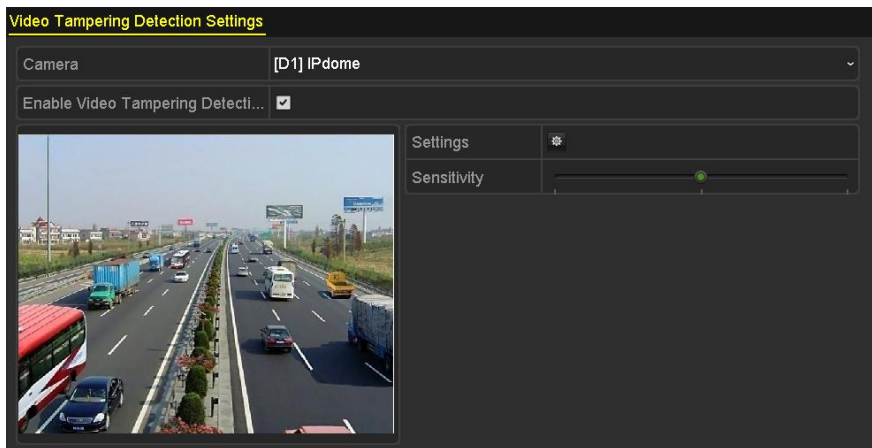 Video Tampering Detection Settings
Camera
[D1] IPdome
Enable Video Tampering Detecti...
Settings
Sensitivity